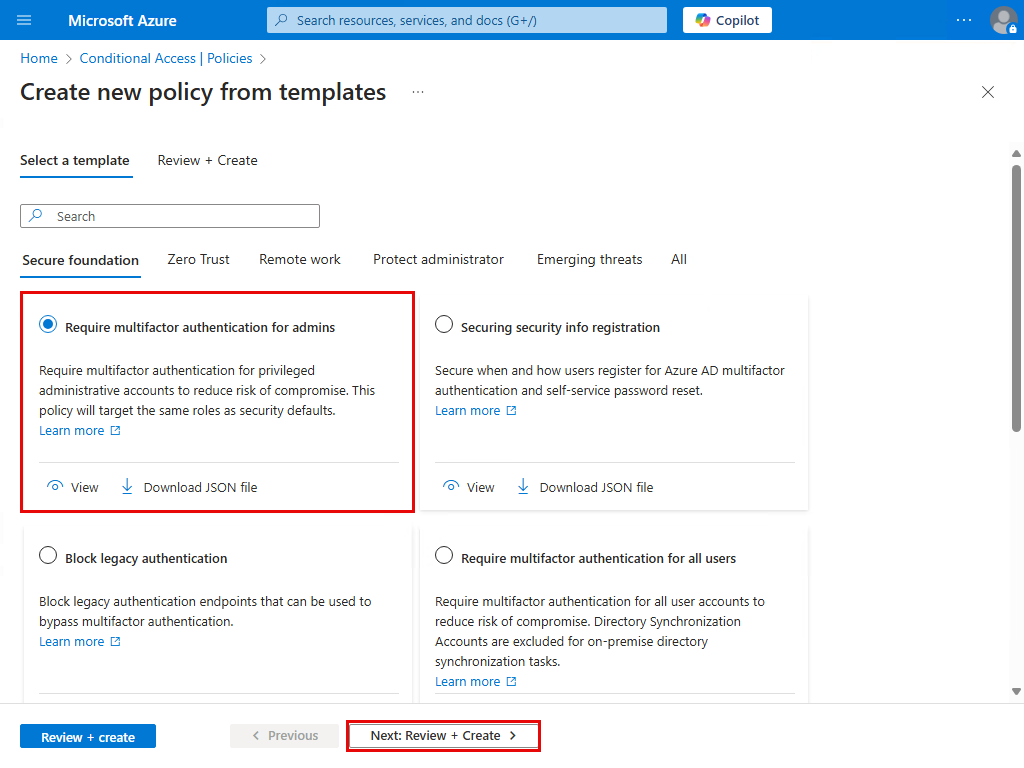 Microsoft Azure
Search resources, services, and docs (G+/)
Copilot
...
Home > Conditional Access | Policies >
Create new policy from templates ...
Select a template
Review + Create
Search
Secure foundation
Zero Trust
Remote work
Protect administrator
Emerging threats
All
Require multifactor authentication for admins
Require multifactor authentication for privileged
administrative accounts to reduce risk of compromise. This
policy will target the same roles as security defaults.
Learn more
View
Download JSON file
Securing security info registration
Secure when and how users register for Azure AD multifactor
authentication and self-service password reset.
Learn more
View
Download JSON file
Block legacy authentication
Block legacy authentication endpoints that can be used to
bypass multifactor authentication.
Learn more
Require multifactor authentication for all users
Require multifactor authentication for all user accounts to
reduce risk of compromise. Directory Synchronization
Accounts are excluded for on-premise directory
synchronization tasks.
Learn more
Review + create
< Previous
Next: Review + Create >